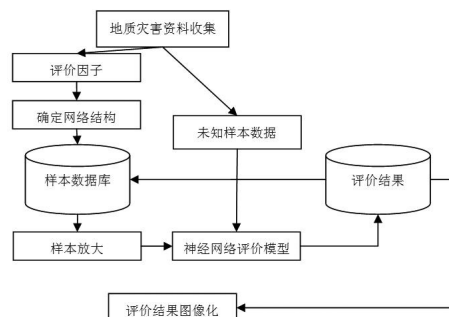 地质灾害资料收集
评价因子
确定网络结构
未知样本数据
样本数据库
评价结果
样本放大
神经网络评价模型
评价结果图像化